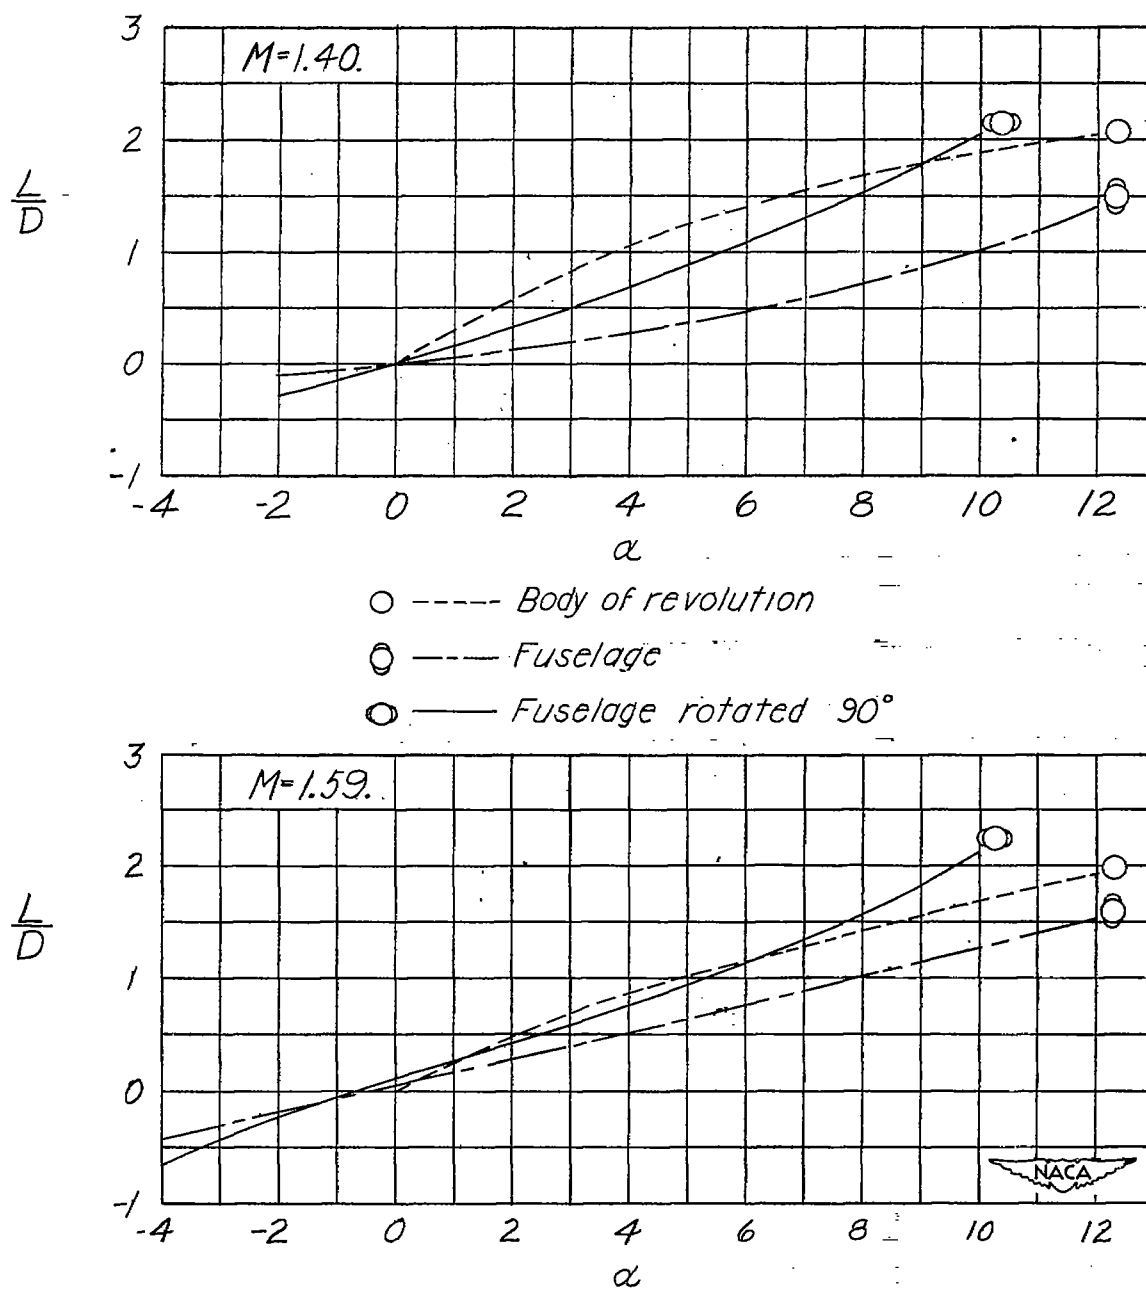 3
M=1.40.
2
L/D
1
0
-1
-4 -2 0 2 4 6 8 10 12
α
Body of revolution
Fuselage
Fuselage rotated 90°
3
M=1.59.
2
L/D
1
0
-1
NACA
-4 -2 0 2 4 6 8 10 12
α